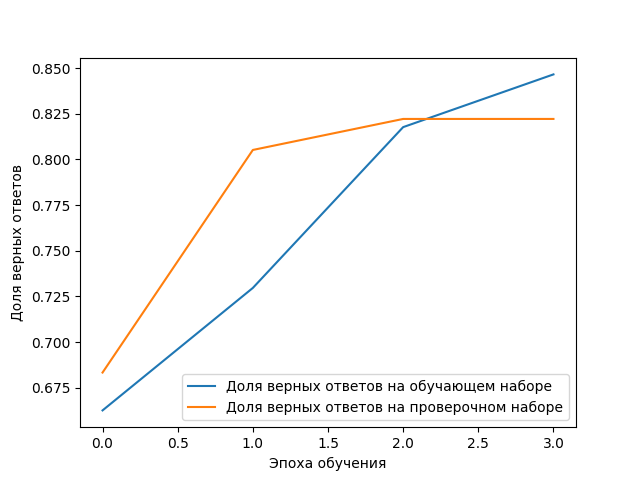 0.850
0.825
0.800
0.775
0.750
0.725
0.700
0.675
Доля верных ответов
Доля верных ответов на обучающем наборе
Доля верных ответов на проверочном наборе
0.0 0.5 1.0 1.5 2.0 2.5 3.0
Эпоха обучения